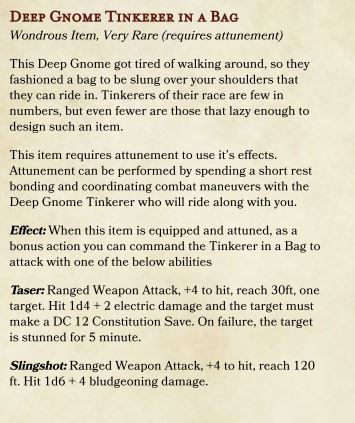 Deep Gnome Tinkerer in a Bag
Wondrous Item, Very Rare (requires attunement)
This Deep Gnome got tired of walking around, so they
fashioned a bag to be slung over your shoulders that
they can ride in. Tinkerers of their race are few in
numbers, but even fewer are those that lazy enough to
design such an item.
This item requires attunement to use it's effects.
Attunement can be performed by spending a short rest
bonding and coordinating combat maneuvers with the
Deep Gnome Tinkerer who will ride along with you.
Effect: When this item is equipped and attuned, as a
bonus action you can command the Tinkerer in a Bag to
attack with one of the below abilities
Taser: Ranged Weapon Attack, +4 to hit, reach 30ft, one
target. Hit 1d4 + 2 electric damage and the target must
make a DC 12 Constitution Save. On failure, the target
is stunned for 5 minute.
Slingshot: Ranged Weapon Attack, +4 to hit, reach 120
ft. Hit 1d6 + 4 bludgeoning damage.